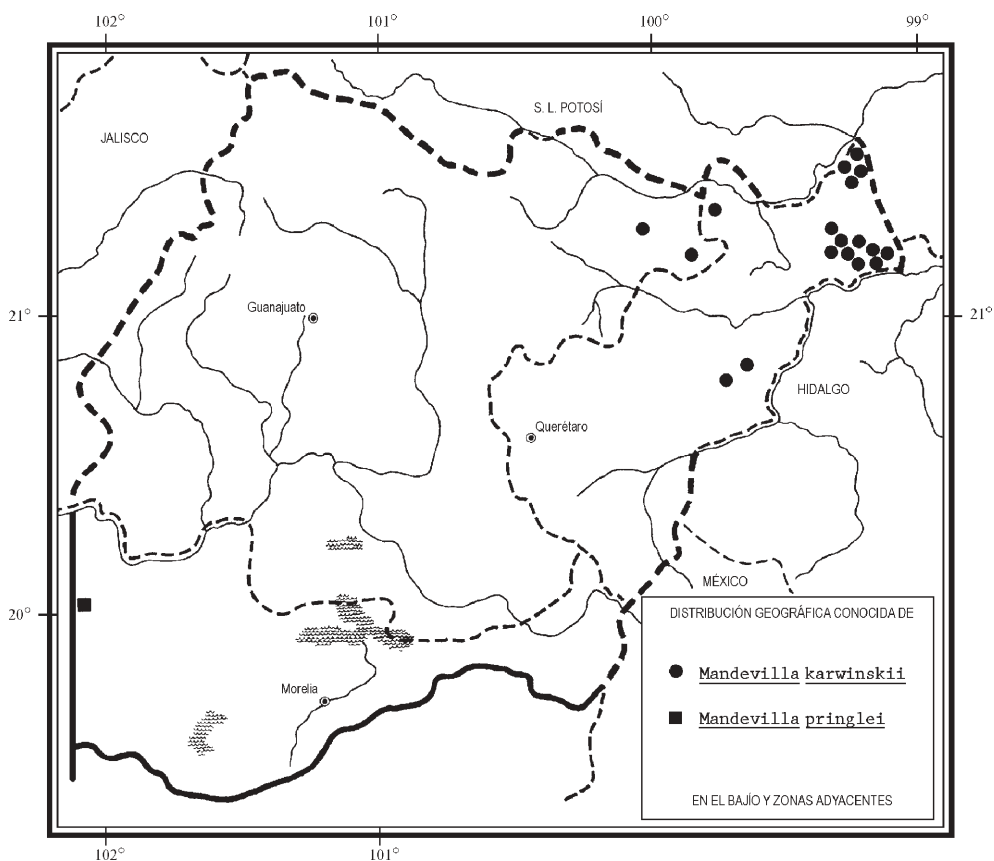 102° 101° 100° 99°
S. L. POTOSÍ
JALISCO
Guanajuato
21° 21°
HIDALGO
Querétaro
MÉXICO
20°
DISTRIBUCIÓN GEOGRÁFICA CONOCIDA DE
Mandevilla karwinskii
Morelia
Mandevilla pringlei
EN EL BAJÍO Y ZONAS ADYACENTES
102° 101°